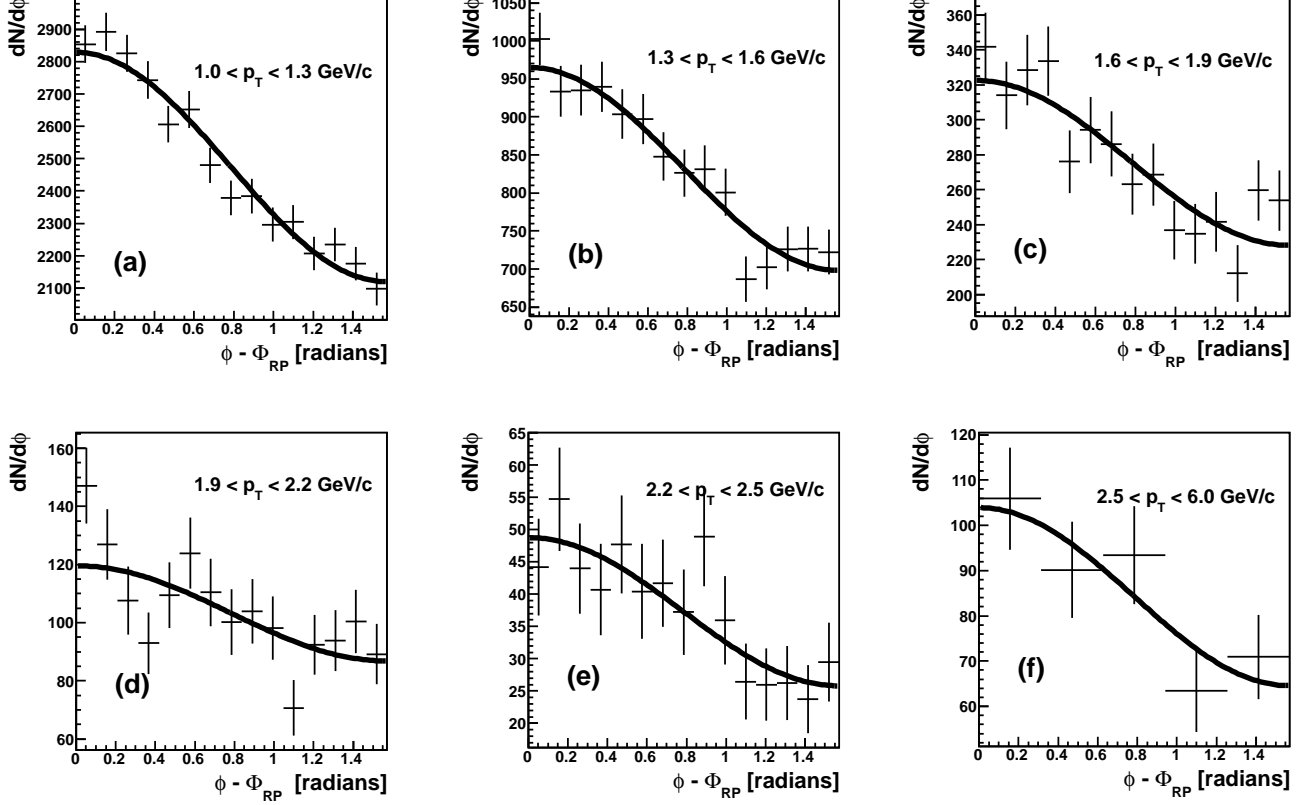 dN/dφ
2900
2800
2700
2600
2500
2400
2300
2200
2100
1.0 < p_T < 1.3 GeV/c
(a)
0 0.2 0.4 0.6 0.8 1 1.2 1.4
φ - Φ_RP [radians]
dN/dφ
1050
1000
950
900
850
800
750
700
650
1.3 < p_T < 1.6 GeV/c
(b)
0 0.2 0.4 0.6 0.8 1 1.2 1.4
φ - Φ_RP [radians]
dN/dφ
360
340
320
300
280
260
240
220
200
1.6 < p_T < 1.9 GeV/c
(c)
0 0.2 0.4 0.6 0.8 1 1.2 1.4
φ - Φ_RP [radians]
dN/dφ
160
140
120
100
80
60
1.9 < p_T < 2.2 GeV/c
(d)
0 0.2 0.4 0.6 0.8 1 1.2 1.4
φ - Φ_RP [radians]
dN/dφ
65
60
55
50
45
40
35
30
25
20
2.2 < p_T < 2.5 GeV/c
(e)
0 0.2 0.4 0.6 0.8 1 1.2 1.4
φ - Φ_RP [radians]
dN/dφ
120
110
100
90
80
70
60
2.5 < p_T < 6.0 GeV/c
(f)
0 0.2 0.4 0.6 0.8 1 1.2 1.4
φ - Φ_RP [radians]